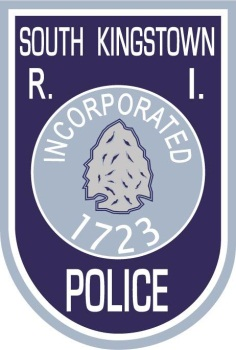 SOUTH KINGSTOWN
R. I.
INCORPORATED
1723
POLICE